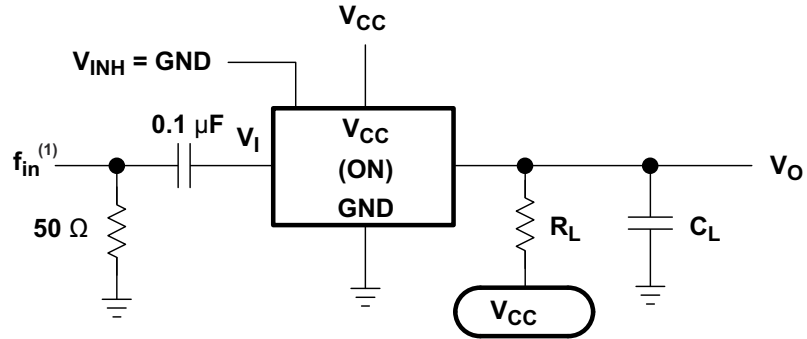 V_CC
V_INH = GND
0.1 µF
V_I
V_CC
(ON)
GND
f_in^(1)
50 Ω
V_O
R_L
C_L
V_CC